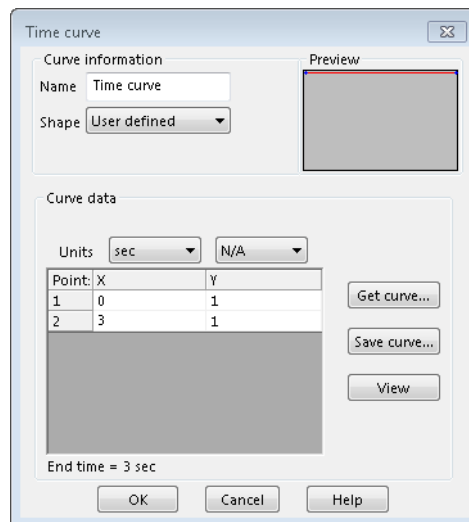 Time curve
Curve information
Preview
Name Time curve
Shape User defined
Curve data
Units sec N/A
Point: X Y
1 0 1
2 3 1
Get curve...
Save curve...
View
End time = 3 sec
OK Cancel Help